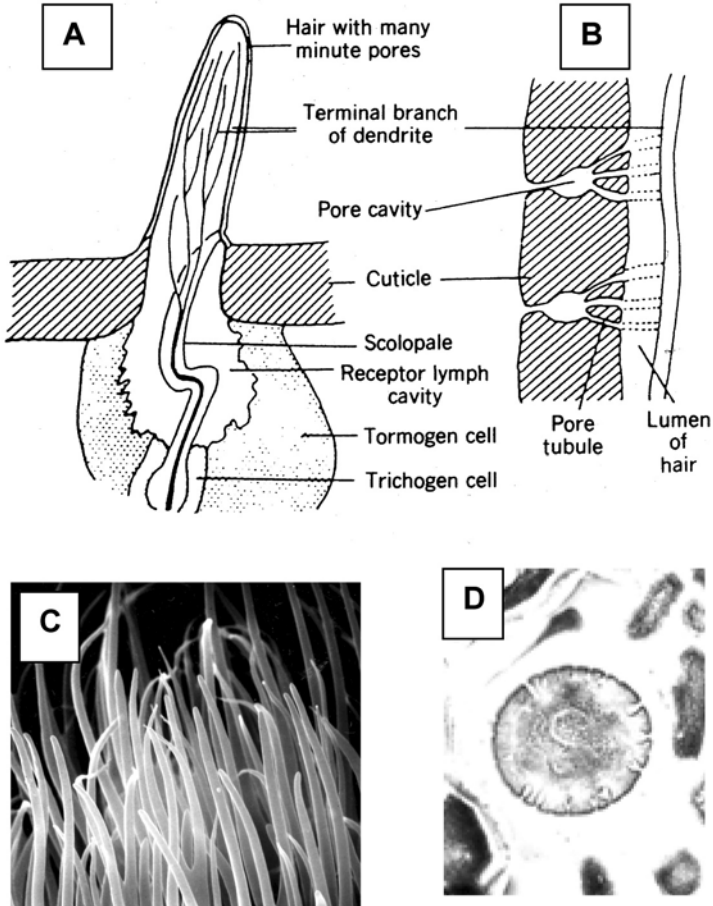 A
Hair with many
minute pores
B
Terminal branch
of dendrite
Pore cavity
Cuticle
Scolopale
Receptor lymph
cavity
Tormogen cell
Trichogen cell
Pore
tubule
Lumen
of
hair
C
D